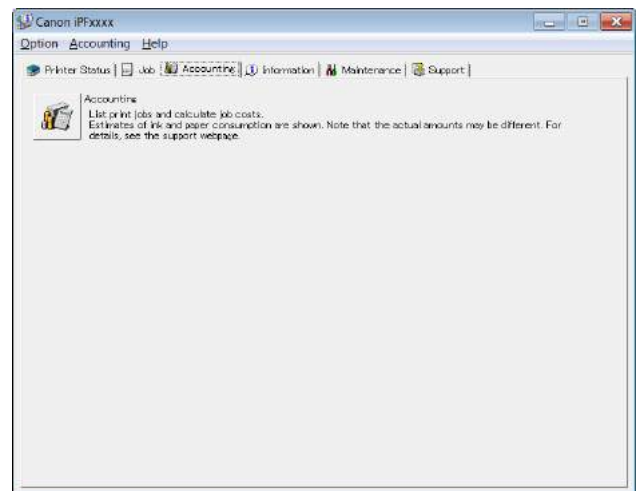 Canon iPFxxxx
Option Accounting Help
Printer Status Job Accounting Information Maintenance Support
Accounting
List print jobs and calculate job costs.
Estimates of ink and paper consumption are shown. Note that the actual amounts may be different. For
details, see the support webpage.